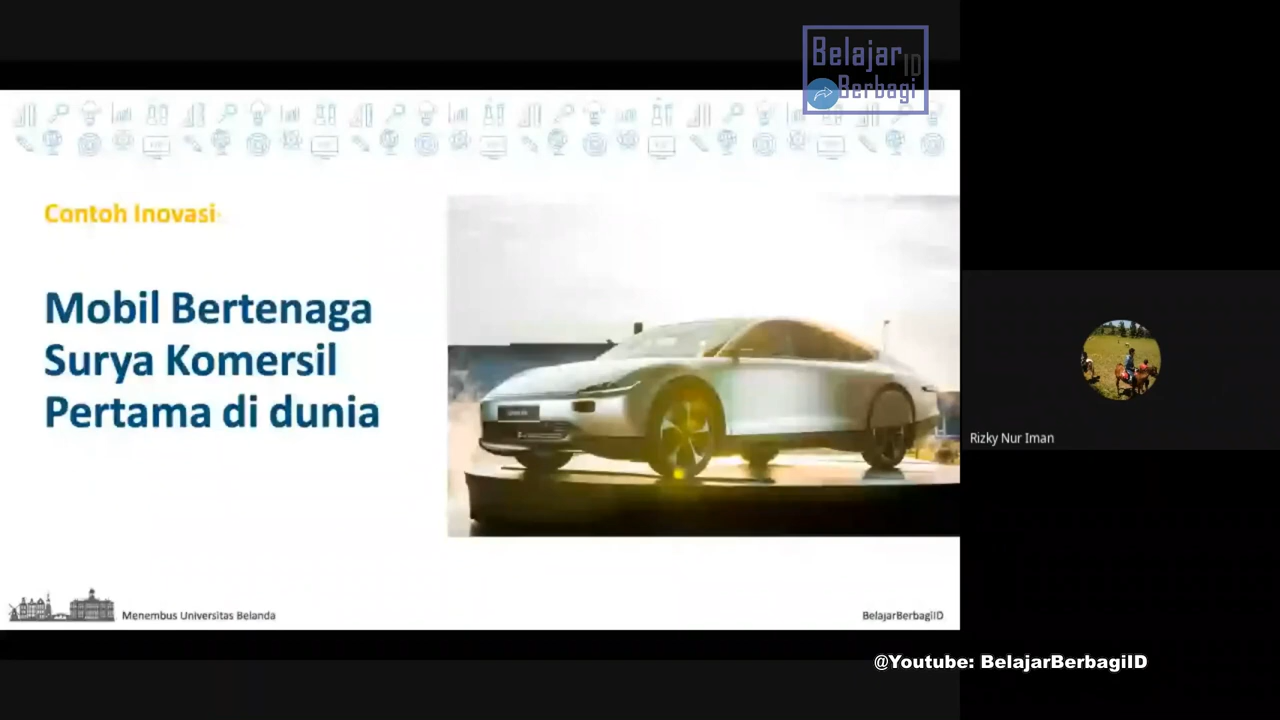 Belajar ID
Berbagi
Contoh Inovasi
Mobil Bertenaga
Surya Komersil
Pertama di dunia
Rizky Nur Iman
Menembus Universitas Belanda
BelajarBerbagiID
@Youtube: BelajarBerbagiID